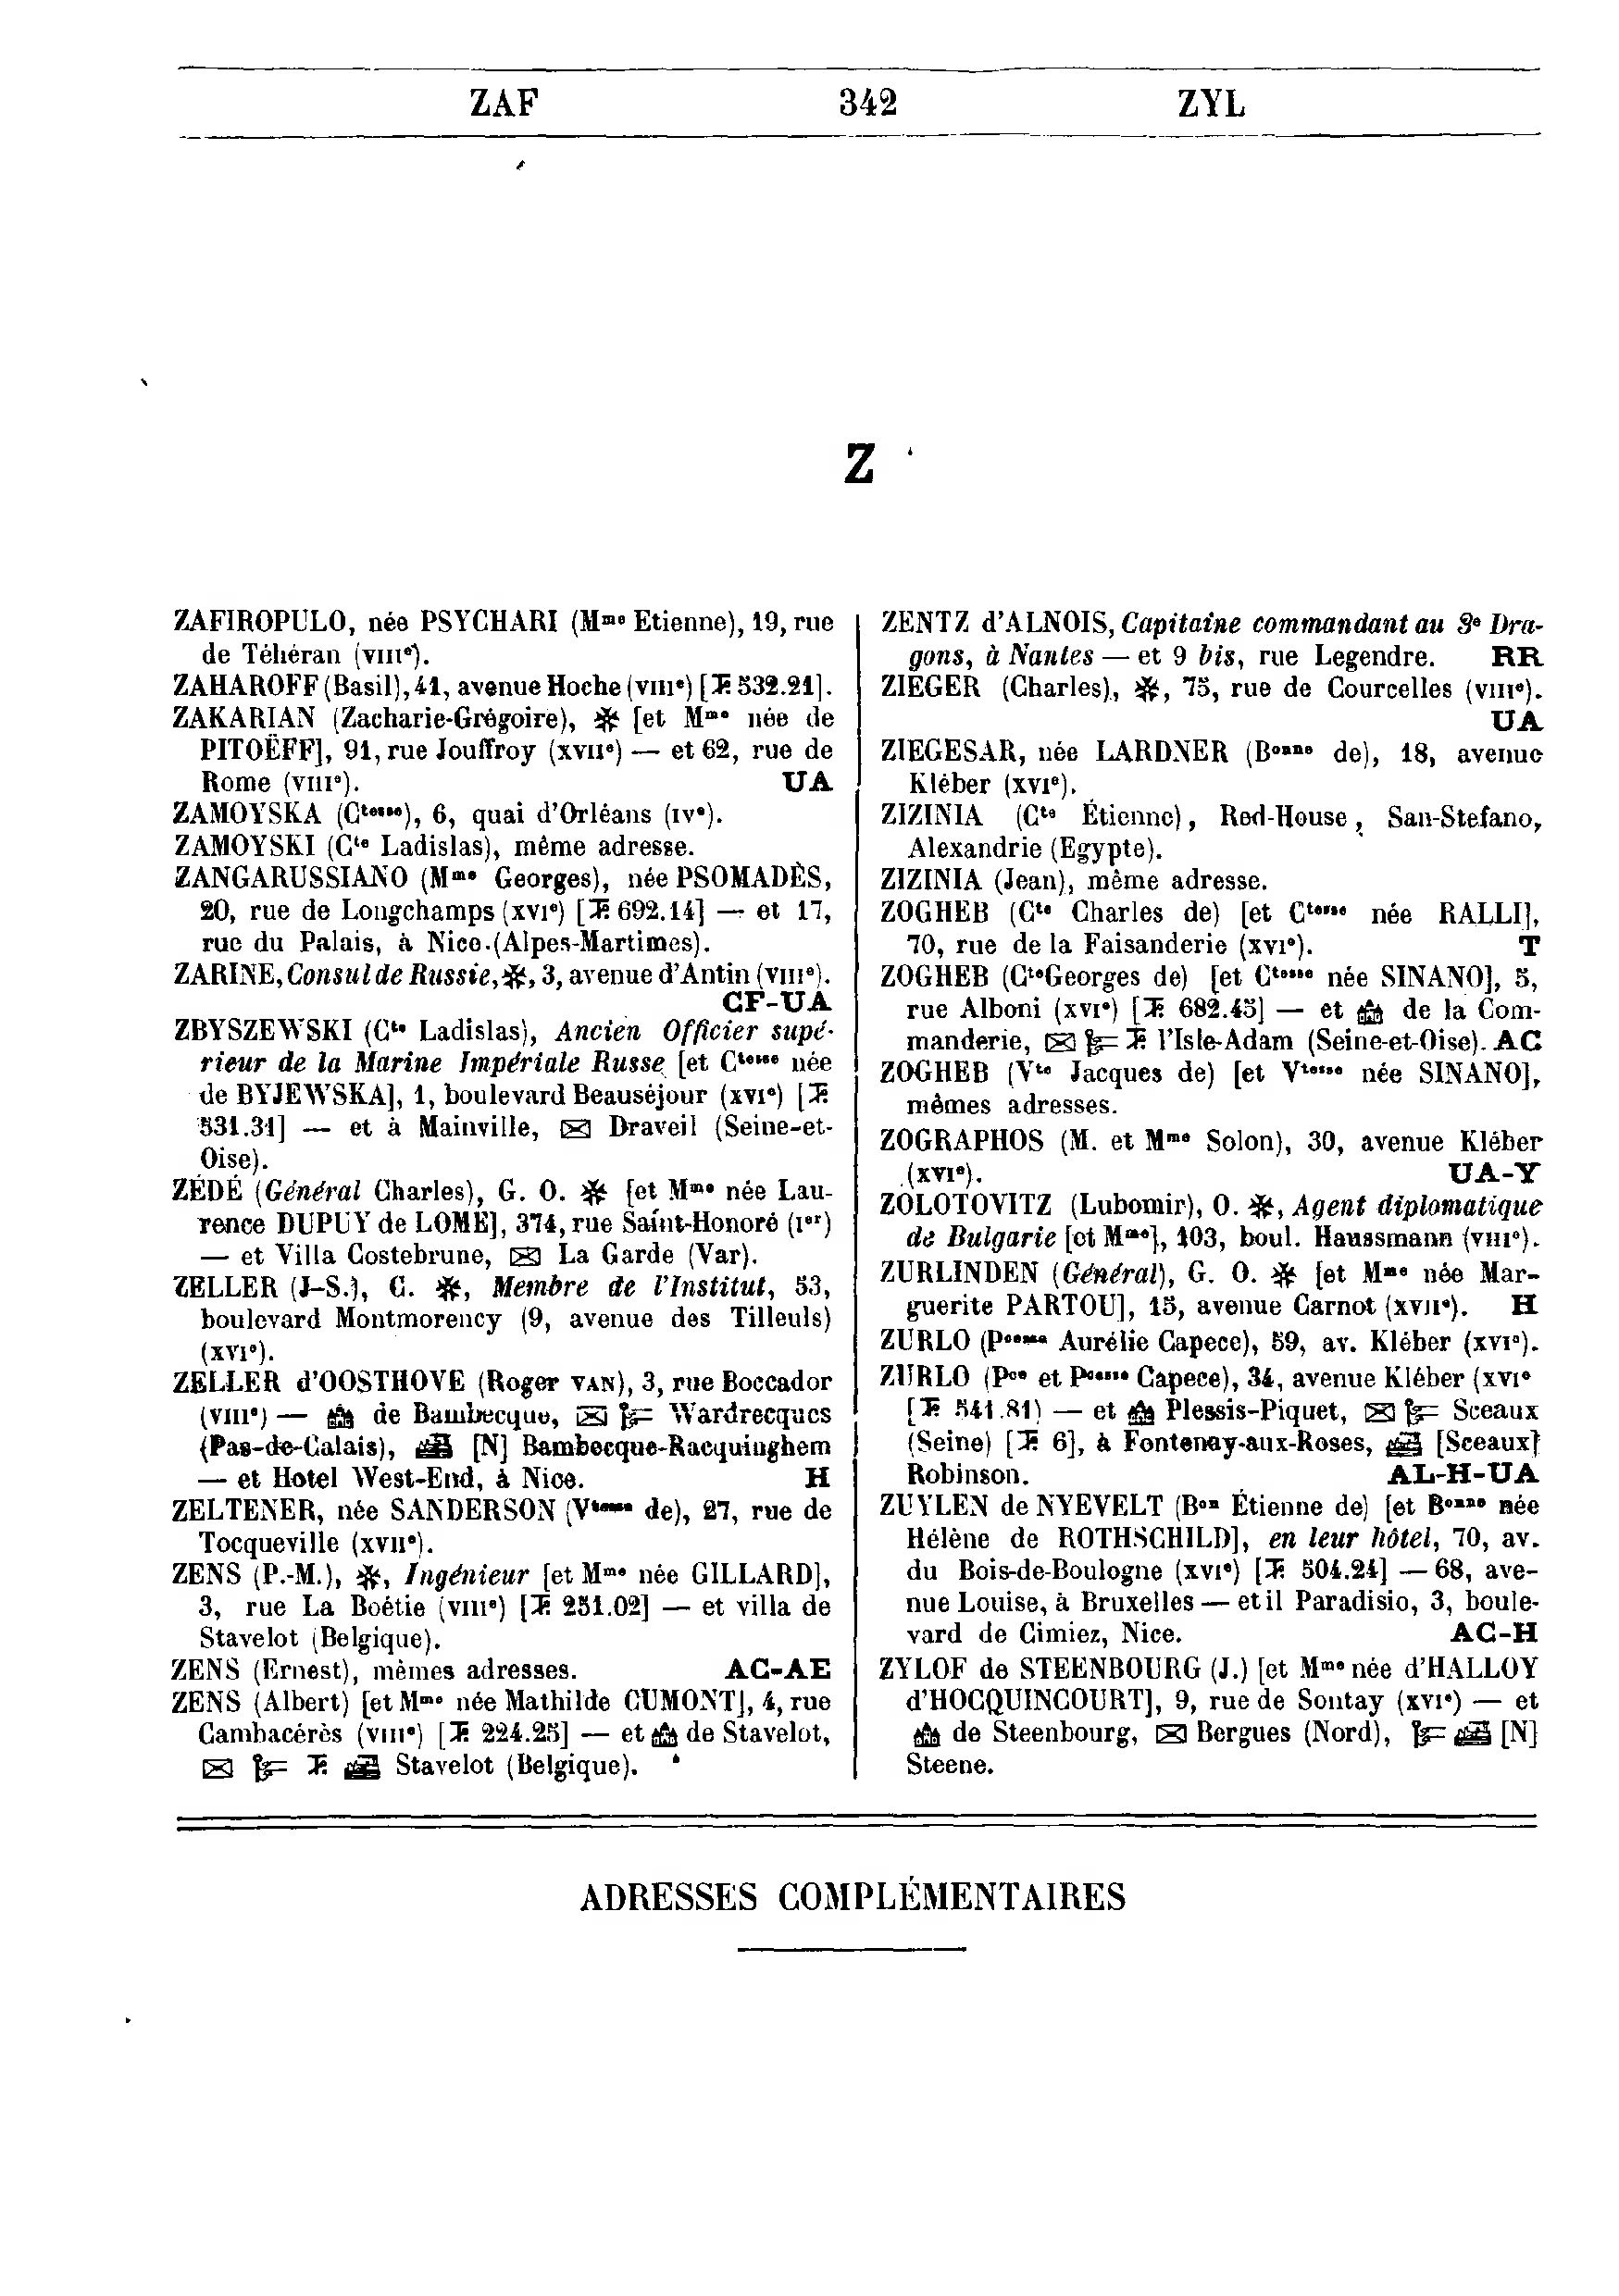 ZAF 342 ZYL
Z
ZAFIROPULO, née PSYCHARI (Mme Etienne), 19, rue
de Téhéran (VIIIe).
ZAHAROFF (Basil), 41, avenue Hoche (VIIIe) [T. 532.21].
ZAKARIAN (Zacharie-Grégoire), ✻ [et Mme née de
PITOËFF], 91, rue Jouffroy (XVIIe) — et 62, rue de
Rome (VIIIe). UA
ZAMOYSKA (Ctesse), 6, quai d'Orléans (IVe).
ZAMOYSKI (Cte Ladislas), même adresse.
ZANGARUSSIANO (Mme Georges), née PSOMADÈS,
20, rue de Longchamps (XVIe) [T. 692.14] — et 17,
rue du Palais, à Nice.(Alpes-Martimes).
ZARINE, Consul de Russie, ✻, 3, avenue d'Antin (VIIIe).
CF-UA
ZBYSZEWSKI (Cte Ladislas), Ancien Officier supé-
rieur de la Marine Impériale Russe [et Ctesse née
de BYJEWSKA], 1, boulevard Beauséjour (XVIe) [T.
531.31] — et à Mainville, ✉ Draveil (Seine-et-
Oise).
ZÉDÉ (Général Charles), G. O. ✻ [et Mme née Lau-
rence DUPUY de LOME], 374, rue Saint-Honoré (Ier)
— et Villa Costebrune, ✉ La Garde (Var).
ZELLER (J-S.), C. ✻, Membre de l'Institut, 53,
boulevard Montmorency (9, avenue des Tilleuls)
(XVIe).
ZELLER d'OOSTHOVE (Roger VAN), 3, rue Boccador
(VIIIe) — de Bambecque, ✉ Wardrecques
(Pas-de-Calais), [N] Bambecque-Racquinghem
— et Hotel West-End, à Nice. H
ZELTENER, née SANDERSON (Vtesse de), 27, rue de
Tocqueville (XVIIe).
ZENS (P.-M.), ✻, Ingénieur [et Mme née GILLARD],
3, rue La Boétie (VIIIe) [T. 251.02] — et villa de
Stavelot (Belgique).
ZENS (Ernest), mêmes adresses. AC-AE
ZENS (Albert) [et Mme née Mathilde CUMONT], 4, rue
Cambacérès (VIIIe) [T. 224.25] — et de Stavelot,
✉ T. Stavelot (Belgique).
ZENTZ d'ALNOIS, Capitaine commandant au 3e Dra-
gons, à Nantes — et 9 bis, rue Legendre. RR
ZIEGER (Charles), ✻, 75, rue de Courcelles (VIIIe).
UA
ZIEGESAR, née LARDNER (Bonne de), 18, avenue
Kléber (XVIe).
ZIZINIA (Cte Étienne), Red-House, San-Stefano,
Alexandrie (Egypte).
ZIZINIA (Jean), même adresse.
ZOGHEB (Cte Charles de) [et Ctesse née RALLI],
70, rue de la Faisanderie (XVIe). T
ZOGHEB (Cte Georges de) [et Ctesse née SINANO], 5,
rue Alboni (XVIe) [T. 682.45] — et de la Com-
manderie, ✉ T. l'Isle-Adam (Seine-et-Oise). AC
ZOGHEB (Vte Jacques de) [et Vtesse née SINANO],
mêmes adresses.
ZOGRAPHOS (M. et Mme Solon), 30, avenue Kléber
(XVIe). UA-Y
ZOLOTOVITZ (Lubomir), O. ✻, Agent diplomatique
de Bulgarie [et Mme], 103, boul. Haussmann (VIIIe).
ZURLINDEN (Général), G. O. ✻ [et Mme née Mar-
guerite PARTOU], 15, avenue Carnot (XVIIe). H
ZURLO (Pcesse Aurélie Capece), 59, av. Kléber (XVIe).
ZURLO (Pce et Pcesse Capece), 34, avenue Kléber (XVIe
[T. 541.81) — et Plessis-Piquet, ✉ Sceaux
(Seine) [T. 6], à Fontenay-aux-Roses, [Sceaux]
Robinson. AL-H-UA
ZUYLEN de NYEVELT (Bon Étienne de) [et Bonne née
Hélène de ROTHSCHILD], en leur hôtel, 70, av.
du Bois-de-Boulogne (XVIe) [T. 504.24] — 68, ave-
nue Louise, à Bruxelles — et il Paradisio, 3, boule-
vard de Cimiez, Nice. AC-H
ZYLOF de STEENBOURG (J.) [et Mme née d'HALLOY
d'HOCQUINCOURT], 9, rue de Sontay (XVIe) — et
de Steenbourg, ✉ Bergues (Nord), [N]
Steene.
ADRESSES COMPLÉMENTAIRES